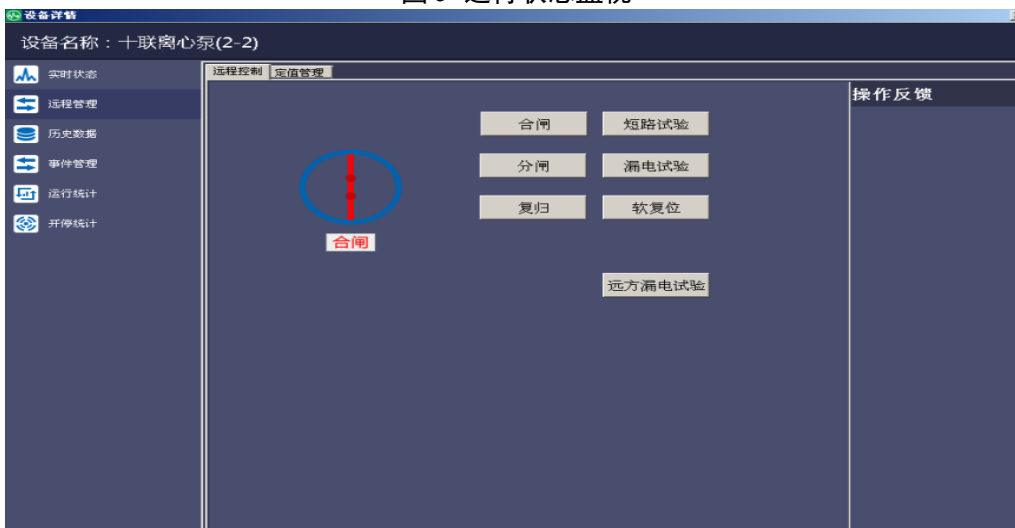 设备详情
设备名称：十联离心泵(2-2)
实时状态
远程管理
历史数据
事件管理
运行统计
开停统计
远程控制 定值管理
合闸 短路试验
分闸 漏电试验
复归 软复位
远方漏电试验
合闸
操作反馈